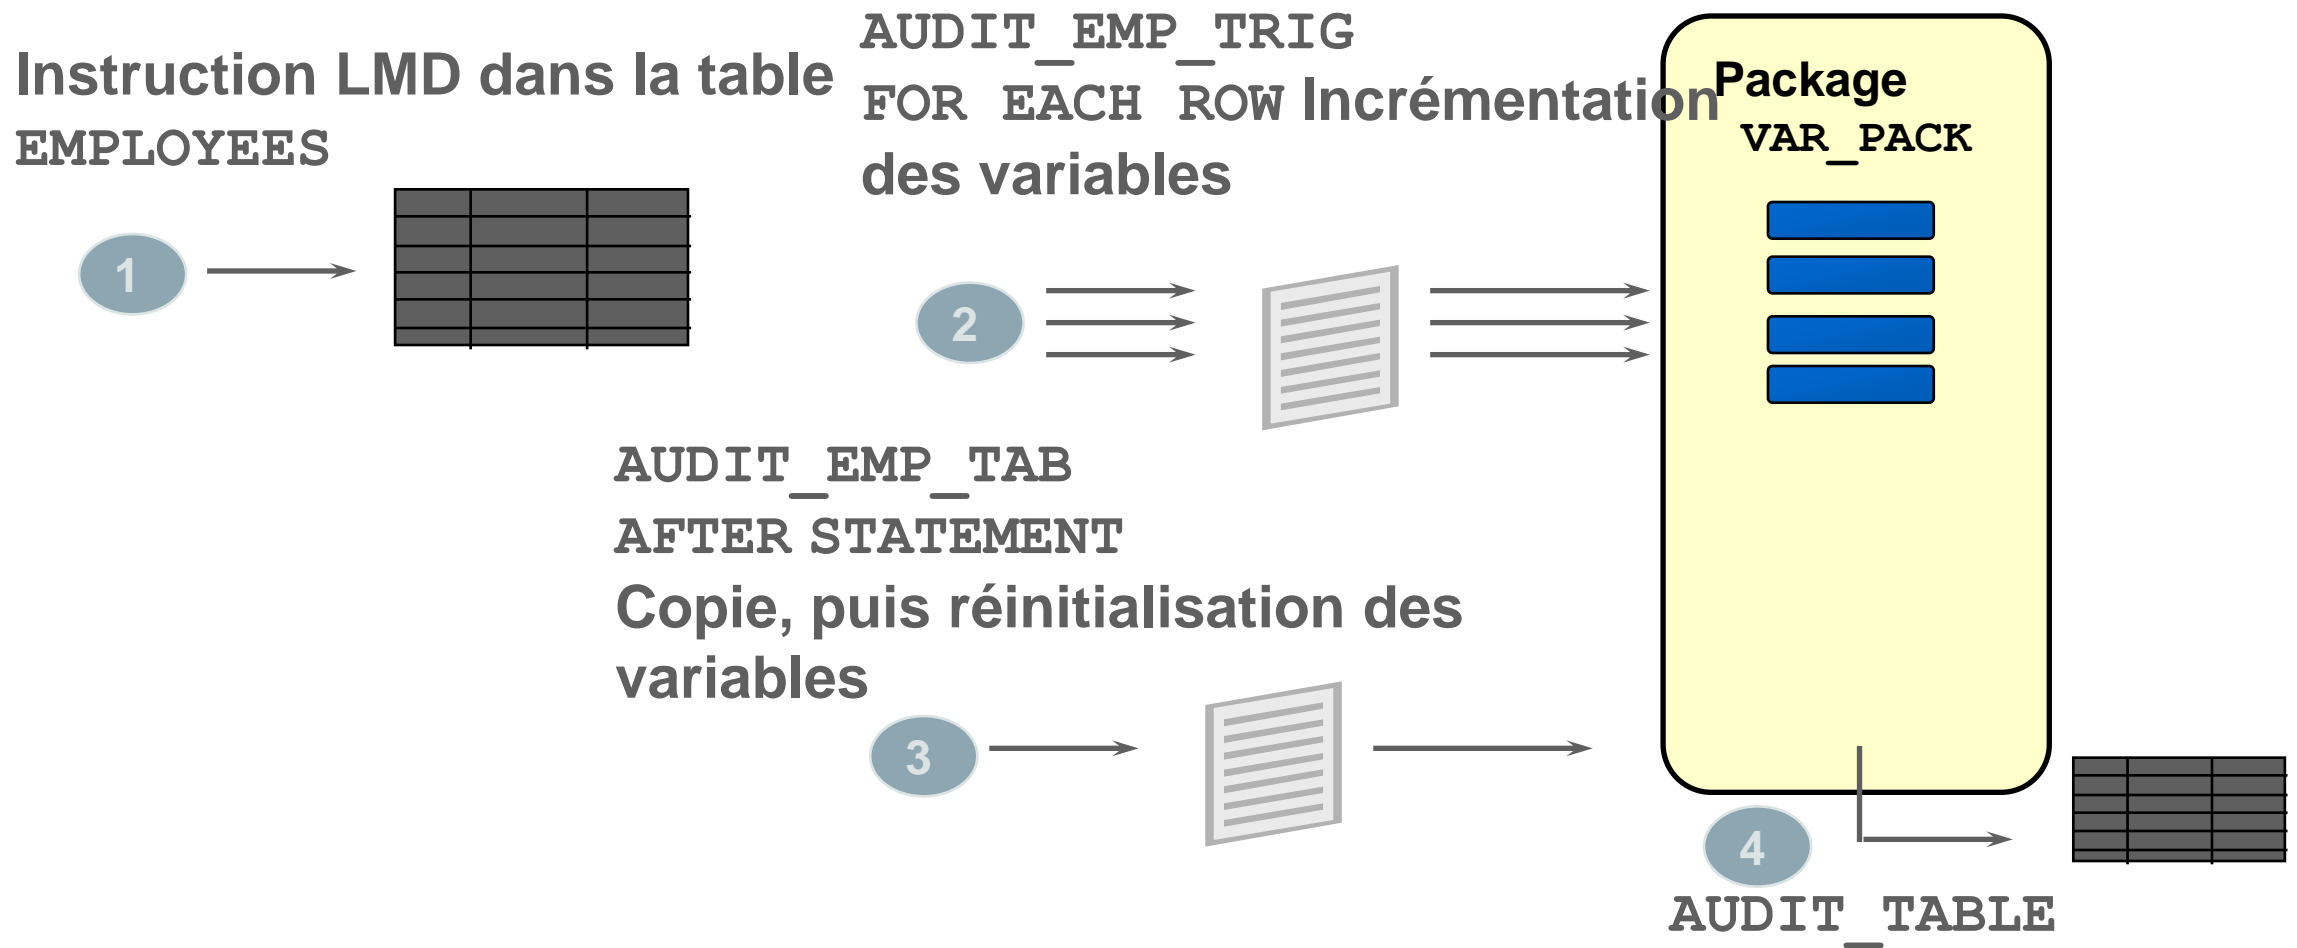 Instruction LMD dans la table
EMPLOYEES
1
AUDIT_EMP_TRIG
FOR EACH ROW Incrémentation
des variables
2
Package
VAR_PACK
AUDIT_EMP_TAB
AFTER STATEMENT
Copie, puis réinitialisation des
variables
3
4
AUDIT_TABLE